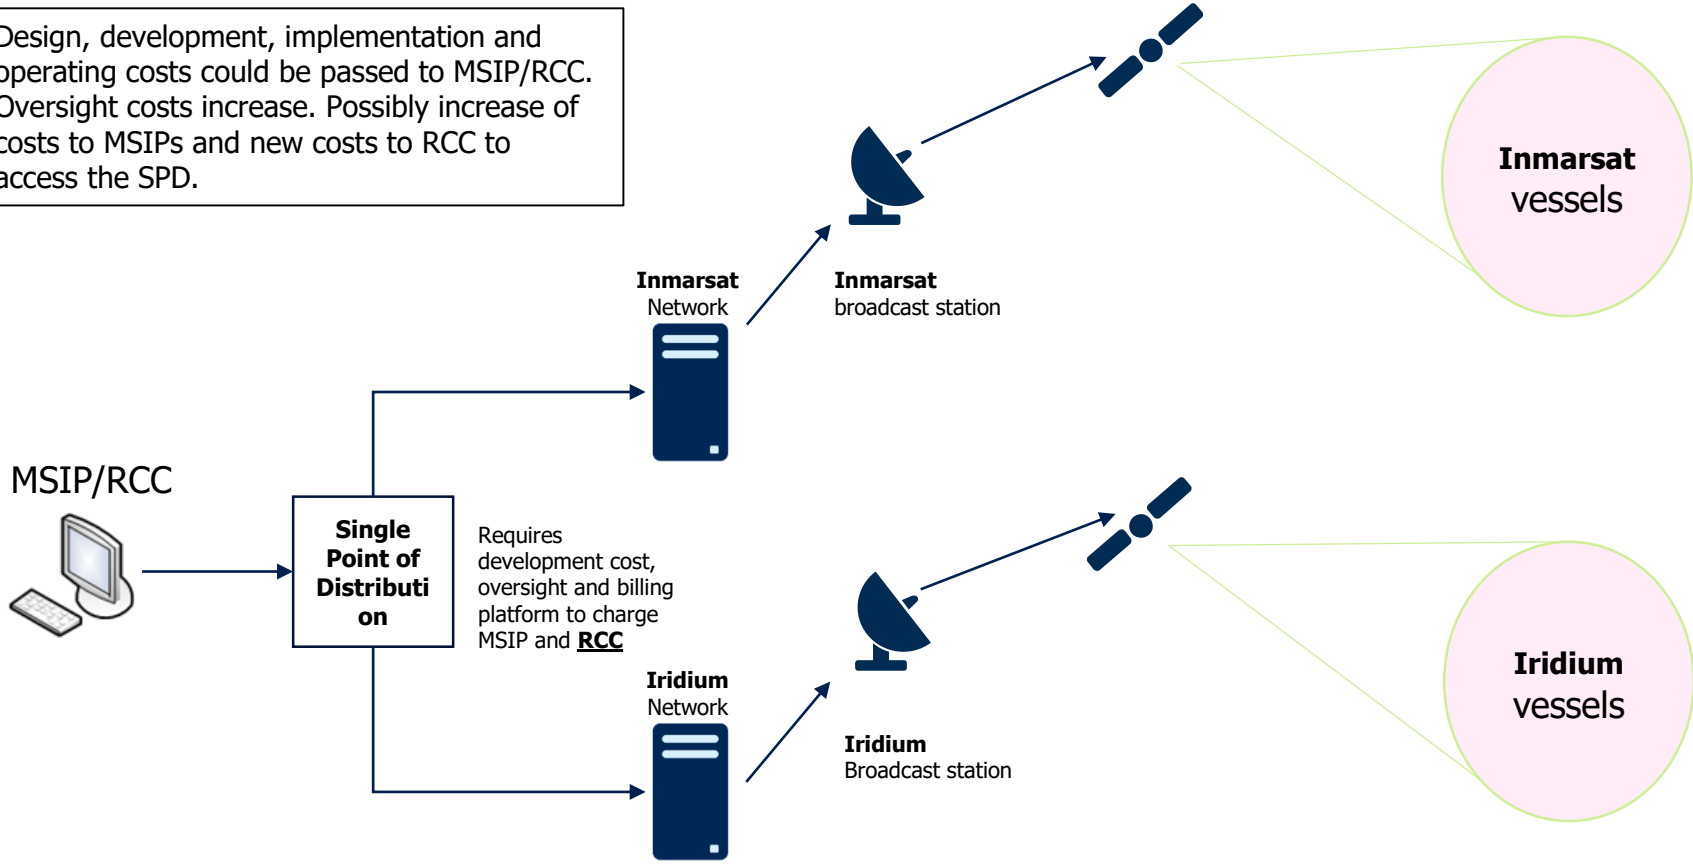 Design, development, implementation and
operating costs could be passed to MSIP/RCC.
Oversight costs increase. Possibly increase of
costs to MSIPs and new costs to RCC to
access the SPD.
Inmarsat
vessels
Inmarsat
Network
Inmarsat
broadcast station
MSIP/RCC
Single
Point of
Distributi
on
Requires
development cost,
oversight and billing
platform to charge
MSIP and RCC
Iridium
Network
Iridium
Broadcast station
Iridium
vessels